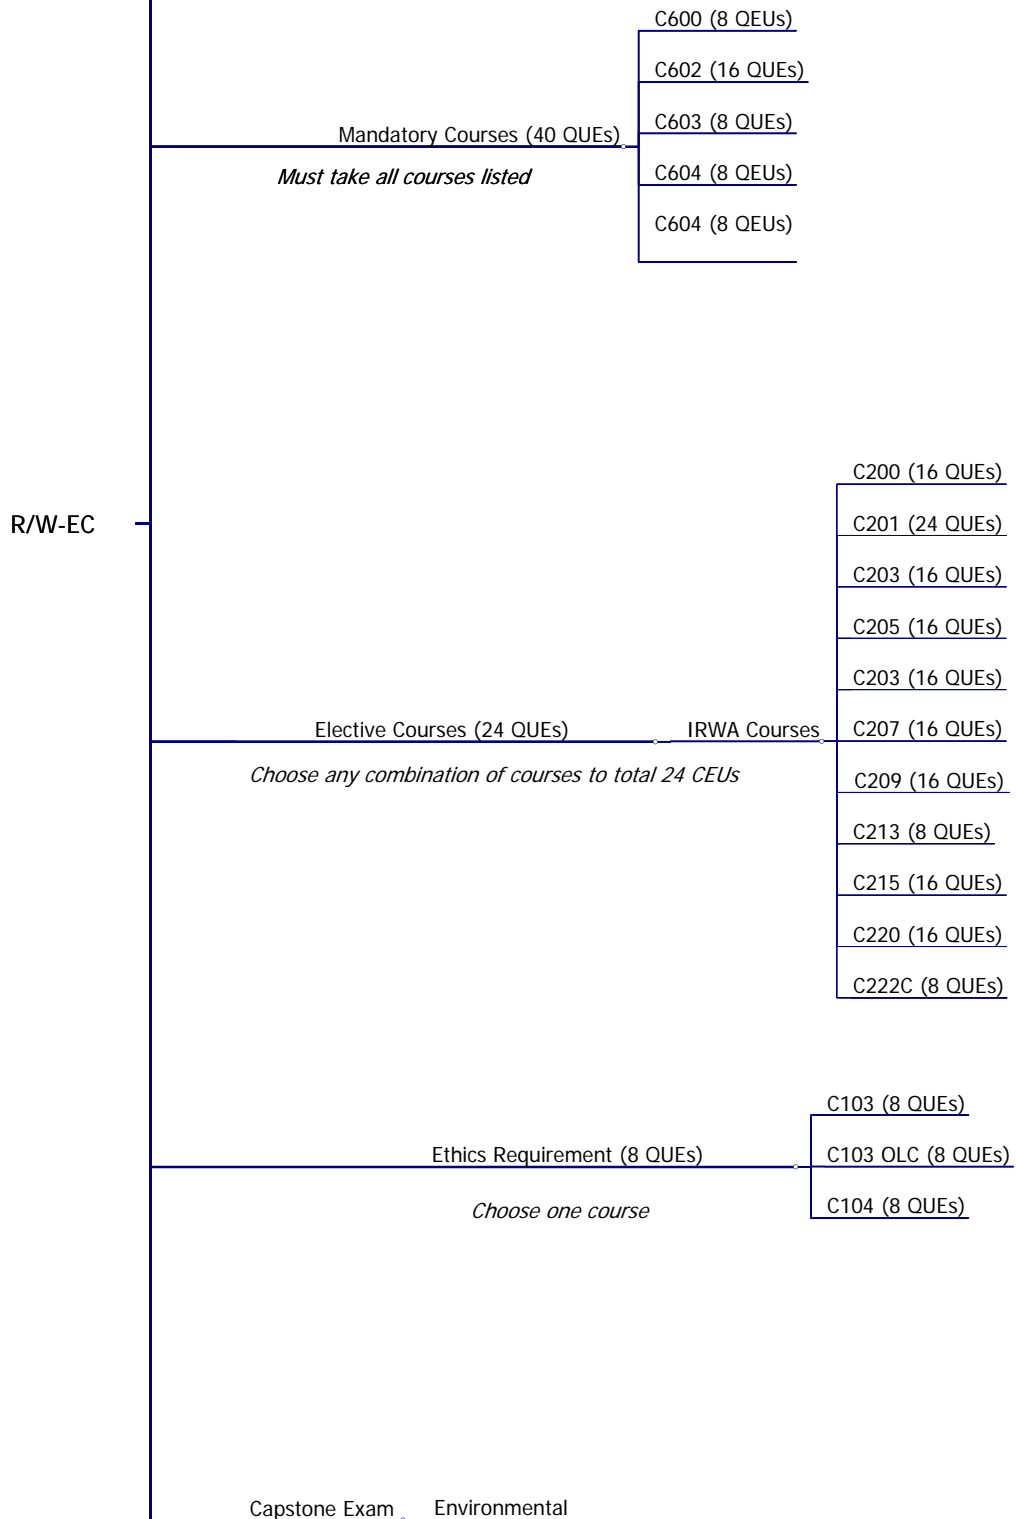 C600 (8 QEUs)
C602 (16 QUEs)
C603 (8 QUEs)
Mandatory Courses (40 QUEs)
Must take all courses listed
C604 (8 QEUs)
C604 (8 QEUs)
C200 (16 QUEs)
R/W-EC
C201 (24 QUEs)
C203 (16 QUEs)
C205 (16 QUEs)
C203 (16 QUEs)
Elective Courses (24 QUEs)
IRWA Courses
C207 (16 QUEs)
Choose any combination of courses to total 24 CEUs
C209 (16 QUEs)
C213 (8 QUEs)
C215 (16 QUEs)
C220 (16 QUEs)
C222C (8 QUEs)
C103 (8 QUEs)
Ethics Requirement (8 QUEs)
C103 OLC (8 QUEs)
Choose one course
C104 (8 QUEs)
Capstone Exam
Environmental